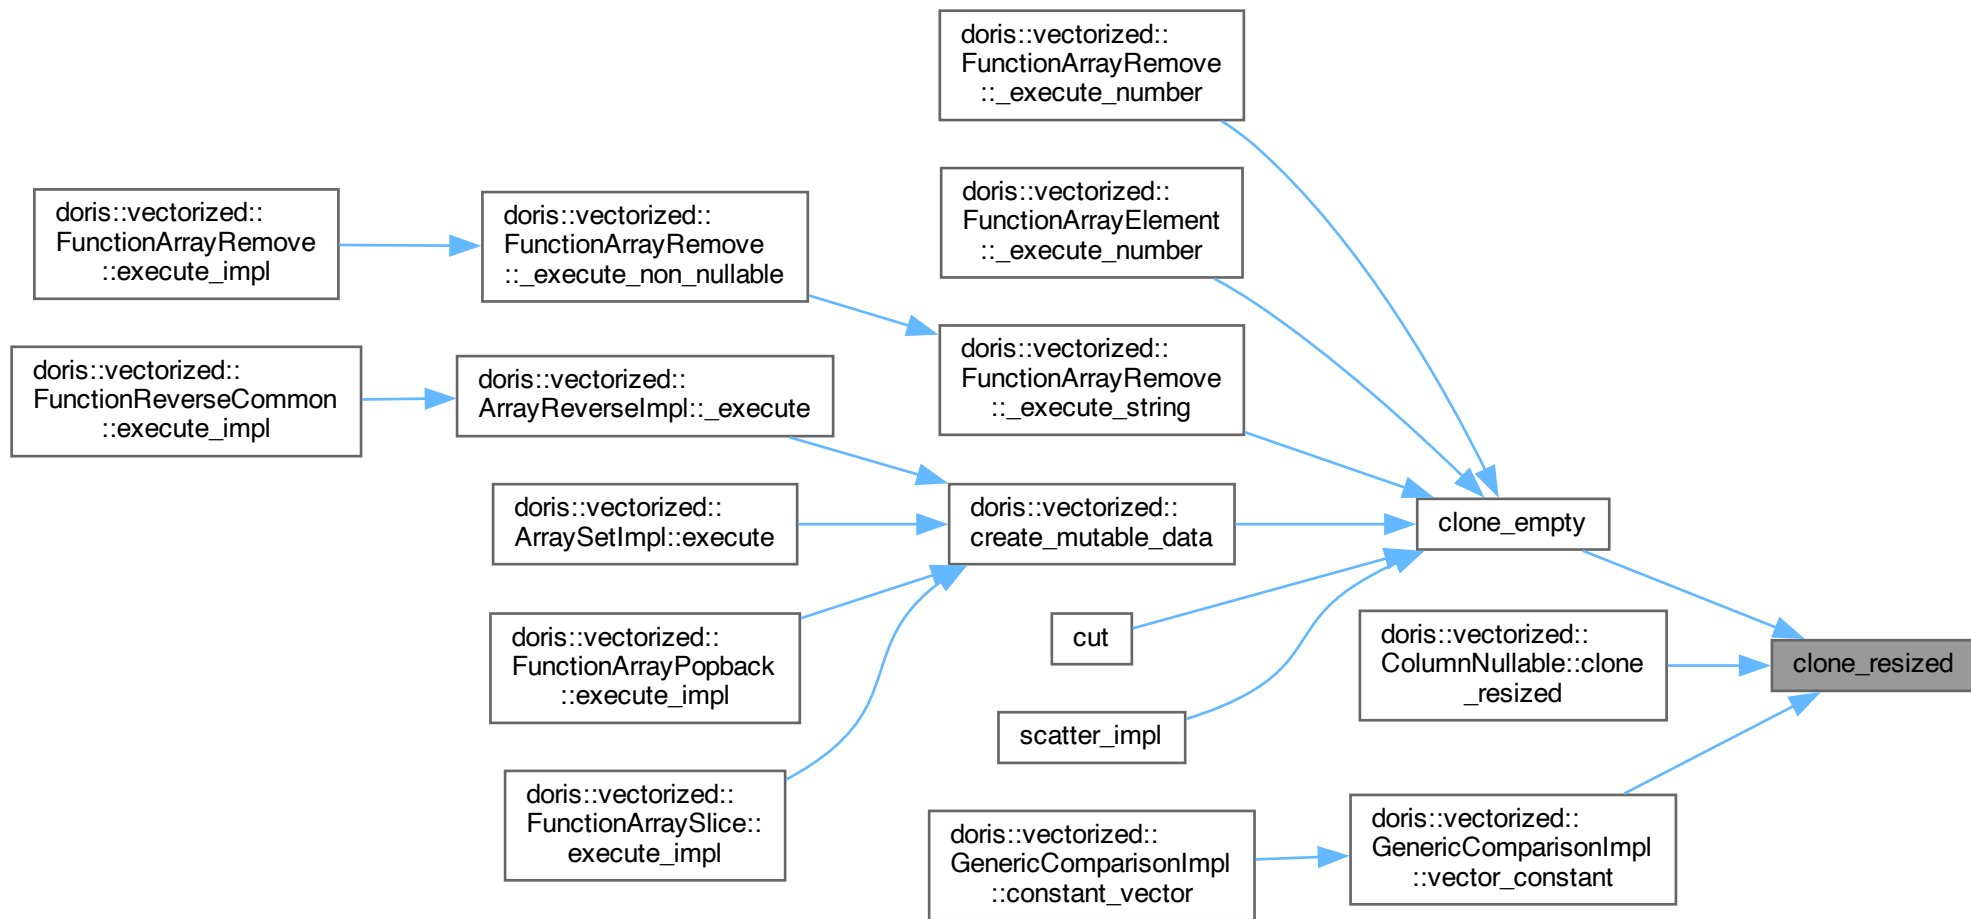 doris::vectorized::
FunctionArrayRemove
::_execute_number
doris::vectorized::
FunctionArrayElement
::_execute_number
doris::vectorized::
FunctionArrayRemove
::execute_impl
doris::vectorized::
FunctionArrayRemove
::_execute_non_nullable
doris::vectorized::
FunctionArrayRemove
::_execute_string
doris::vectorized::
FunctionReverseCommon
::execute_impl
doris::vectorized::
ArrayReverseImpl::_execute
doris::vectorized::
ArraySetImpl::execute
doris::vectorized::
create_mutable_data
clone_empty
doris::vectorized::
FunctionArrayPopback
::execute_impl
cut
doris::vectorized::
ColumnNullable::clone
_resized
clone_resized
scatter_impl
doris::vectorized::
FunctionArraySlice::
execute_impl
doris::vectorized::
GenericComparisonImpl
::constant_vector
doris::vectorized::
GenericComparisonImpl
::vector_constant